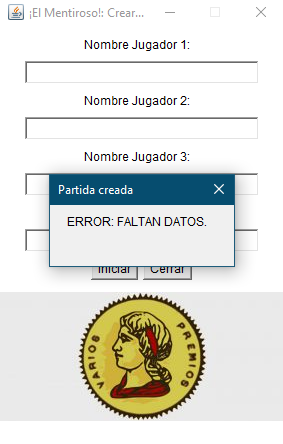 ¡El Mentiroso!: Crear...
Nombre Jugador 1:
Nombre Jugador 2:
Nombre Jugador 3:
Partida creada
ERROR: FALTAN DATOS.
Iniciar
Cerrar
VARIOS PREMIOS